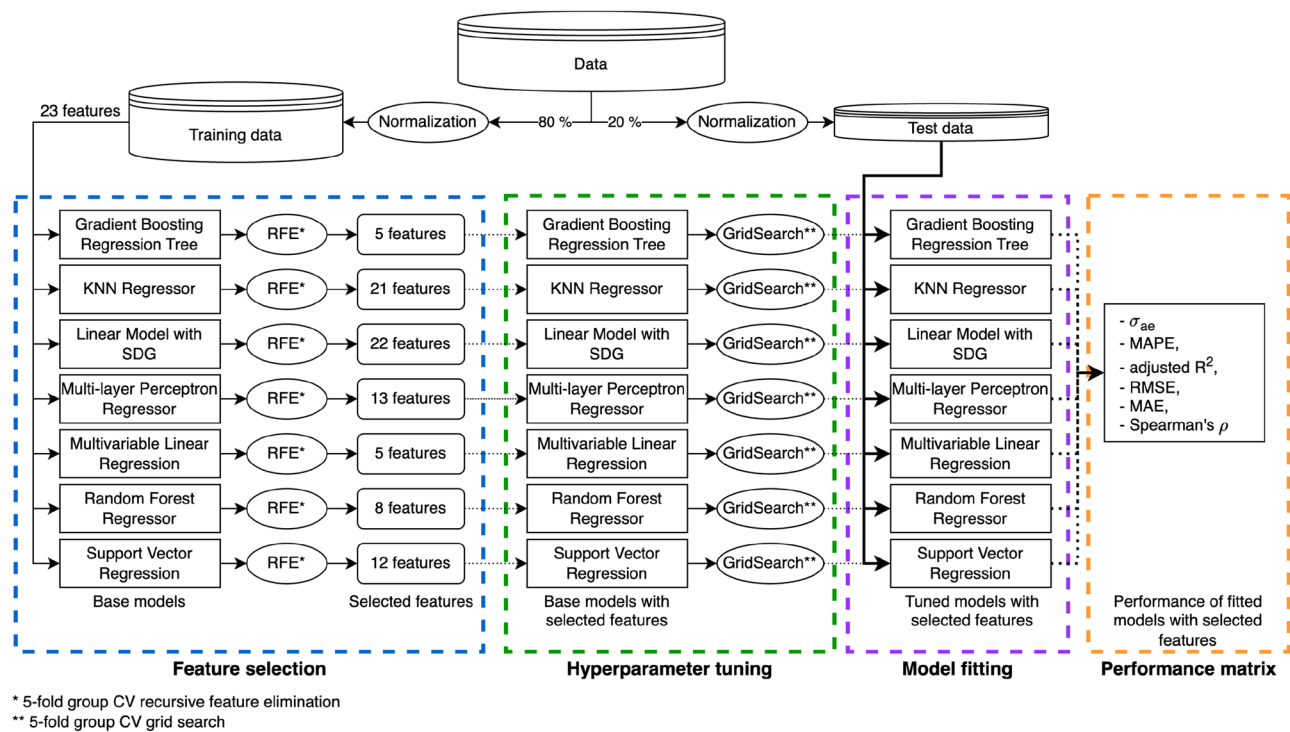 Data
23 features
Training data
Normalization
80 %
20 %
Normalization
Test data
Gradient Boosting
Regression Tree
RFE*
5 features
Gradient Boosting
Regression Tree
GridSearch**
Gradient Boosting
Regression Tree
KNN Regressor
RFE*
21 features
KNN Regressor
GridSearch**
KNN Regressor
Linear Model with
SDG
RFE*
22 features
Linear Model with
SDG
GridSearch**
Linear Model with
SDG
Multi-layer Perceptron
Regressor
RFE*
13 features
Multi-layer Perceptron
Regressor
GridSearch**
Multi-layer Perceptron
Regressor
Multivariable Linear
Regression
RFE*
5 features
Multivariable Linear
Regression
GridSearch**
Multivariable Linear
Regression
Random Forest
Regressor
RFE*
8 features
Random Forest
Regressor
GridSearch**
Random Forest
Regressor
Support Vector
Regression
RFE*
12 features
Support Vector
Regression
GridSearch**
Support Vector
Regression
- σae
- MAPE,
- adjusted R²,
- RMSE,
- MAE,
- Spearman's ρ
Base models
Selected features
Base models with
selected features
Tuned models with
selected features
Performance of fitted
models with selected
features
Feature selection
Hyperparameter tuning
Model fitting
Performance matrix
* 5-fold group CV recursive feature elimination
** 5-fold group CV grid search